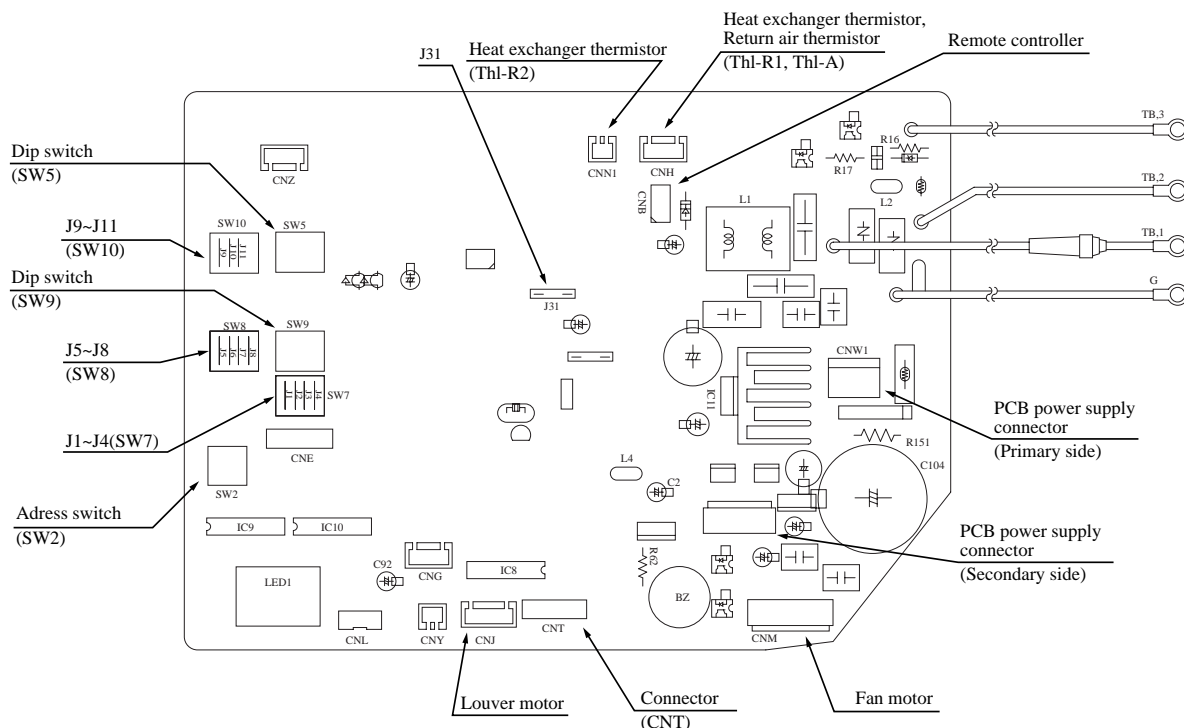 Heat exchanger thermistor,
Return air thermistor
(Thl-R1, Thl-A)
Remote controller
J31
Heat exchanger thermistor
(Thl-R2)
TB,3
Dip switch
(SW5)
CNZ
CNN1
CNH
R16
R17
TB,2
CNB
L1
L2
J9~J11
(SW10)
SW10
SW5
J9
J10
J11
TB,1
Dip switch
(SW9)
G
J31
SW8
SW9
J5~J8
(SW8)
J5
J6
J7
J8
CNW1
IC11
J1
J2
J3
J4
SW7
PCB power supply
connector
(Primary side)
J1~J4(SW7)
CNE
R151
C104
L4
SW2
C2
Adress switch
(SW2)
IC9
IC10
PCB power supply
connector
(Secondary side)
R62
C92
CNG
IC8
LED1
BZ
CNL
CNY
CNJ
CNT
CNM
Louver motor
Connector
(CNT)
Fan motor